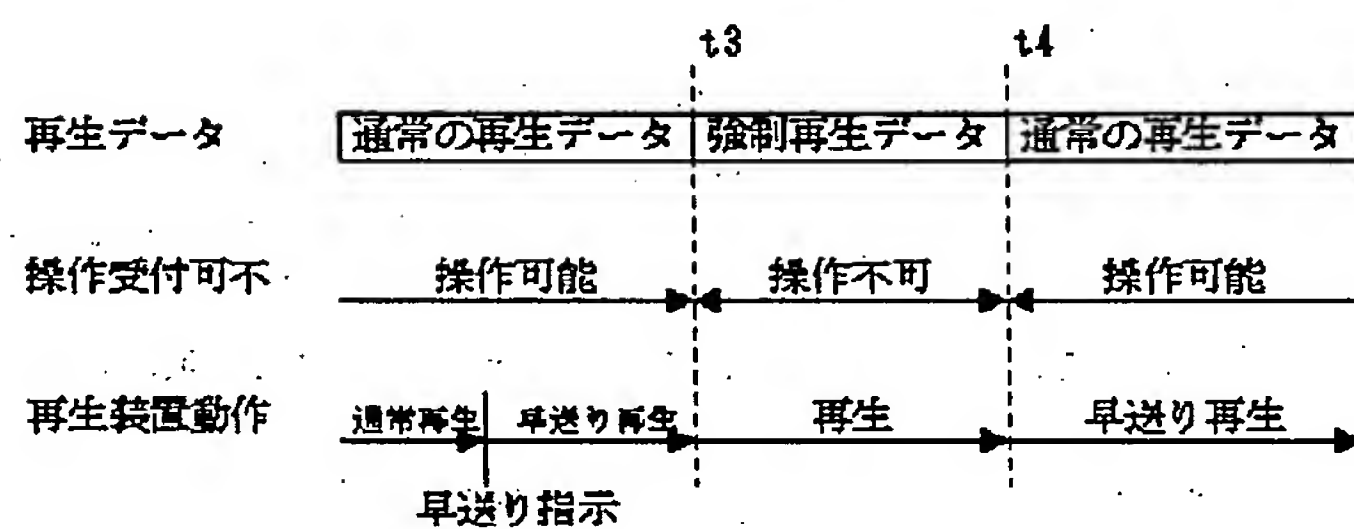 t3 t4
再生データ 通常の再生データ 強制再生データ 通常の再生データ
操作受付可不 操作可能 操作不可 操作可能
再生装置動作 通常再生 早送り再生 再生 早送り再生
早送り指示